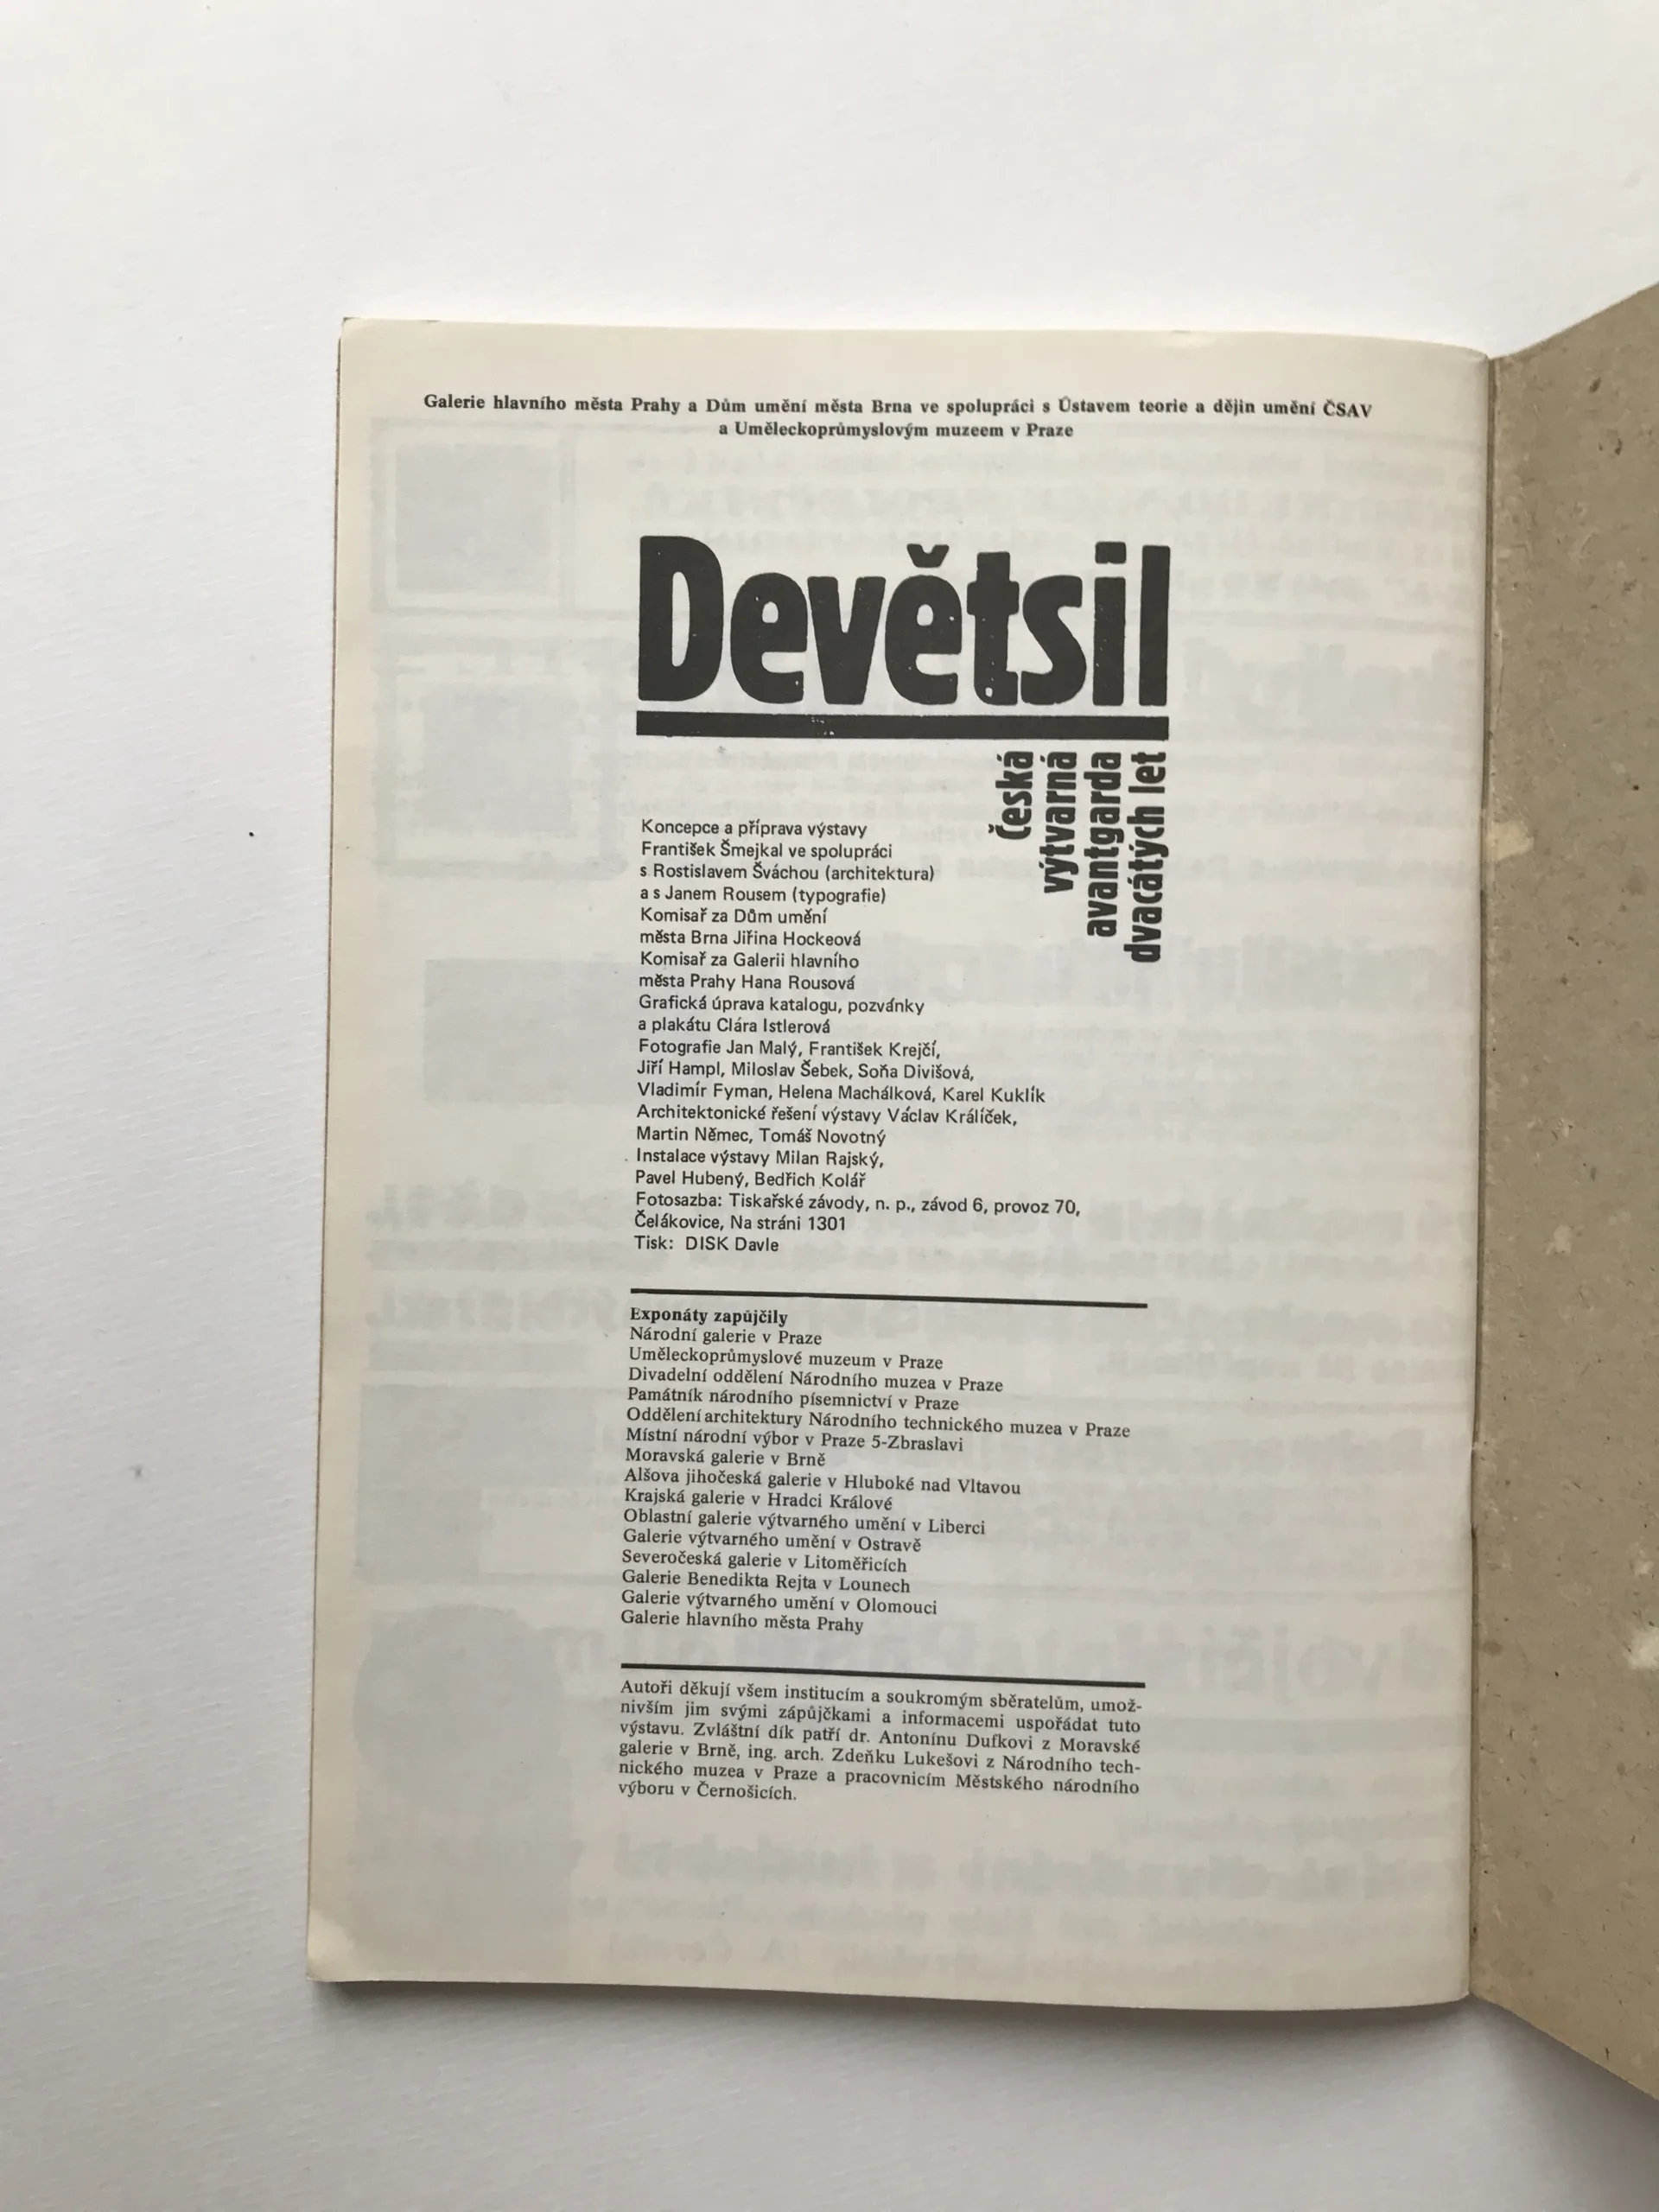 Galerie hlavního města Prahy a Dům umění města Brna ve spolupráci s Ústavem teorie a dějin umění ČSAV
a Uměleckoprůmyslovým muzeem v Praze
Devětsil
česká
výtvarná
avantgarda
dvacátých let
Koncepce a příprava výstavy
František Šmejkal ve spolupráci
s Rostislavem Šváchou (architektura)
a s Janem Rousem (typografie)
Komisař za Dům umění
města Brna Jiřina Hockeová
Komisař za Galerii hlavního
města Prahy Hana Rousová
Grafická úprava katalogu, pozvánky
a plakátu Clára Istlerová
Fotografie Jan Malý, František Krejčí,
Jiří Hampl, Miloslav Šebek, Soňa Divišová,
Vladimír Fyman, Helena Machálková, Karel Kuklík
Architektonické řešení výstavy Václav Králíček,
Martin Němec, Tomáš Novotný
Instalace výstavy Milan Rajský,
Pavel Hubený, Bedřich Kolář
Fotosazba: Tiskařské závody, n. p., závod 6, provoz 70,
Čelákovice, Na stráni 1301
Tisk: DISK Davle
Exponáty zapůjčily
Národní galerie v Praze
Uměleckoprůmyslové muzeum v Praze
Divadelní oddělení Národního muzea v Praze
Památník národního písemnictví v Praze
Oddělení architektury Národního technického muzea v Praze
Místní národní výbor v Praze 5-Zbraslavi
Moravská galerie v Brně
Alšova jihočeská galerie v Hluboké nad Vltavou
Krajská galerie v Hradci Králové
Oblastní galerie výtvarného umění v Liberci
Galerie výtvarného umění v Ostravě
Severočeská galerie v Litoměřicích
Galerie Benedikta Rejta v Lounech
Galerie výtvarného umění v Olomouci
Galerie hlavního města Prahy
Autoři děkují všem institucím a soukromým sběratelům, umož-
nivším jim svými zápůjčkami a informacemi uspořádat tuto
výstavu. Zvláštní dík patří dr. Antonínu Dufkovi z Moravské
galerie v Brně, ing. arch. Zdeňku Lukešovi z Národního tech-
nického muzea v Praze a pracovnicím Městského národního
výboru v Černošicích.